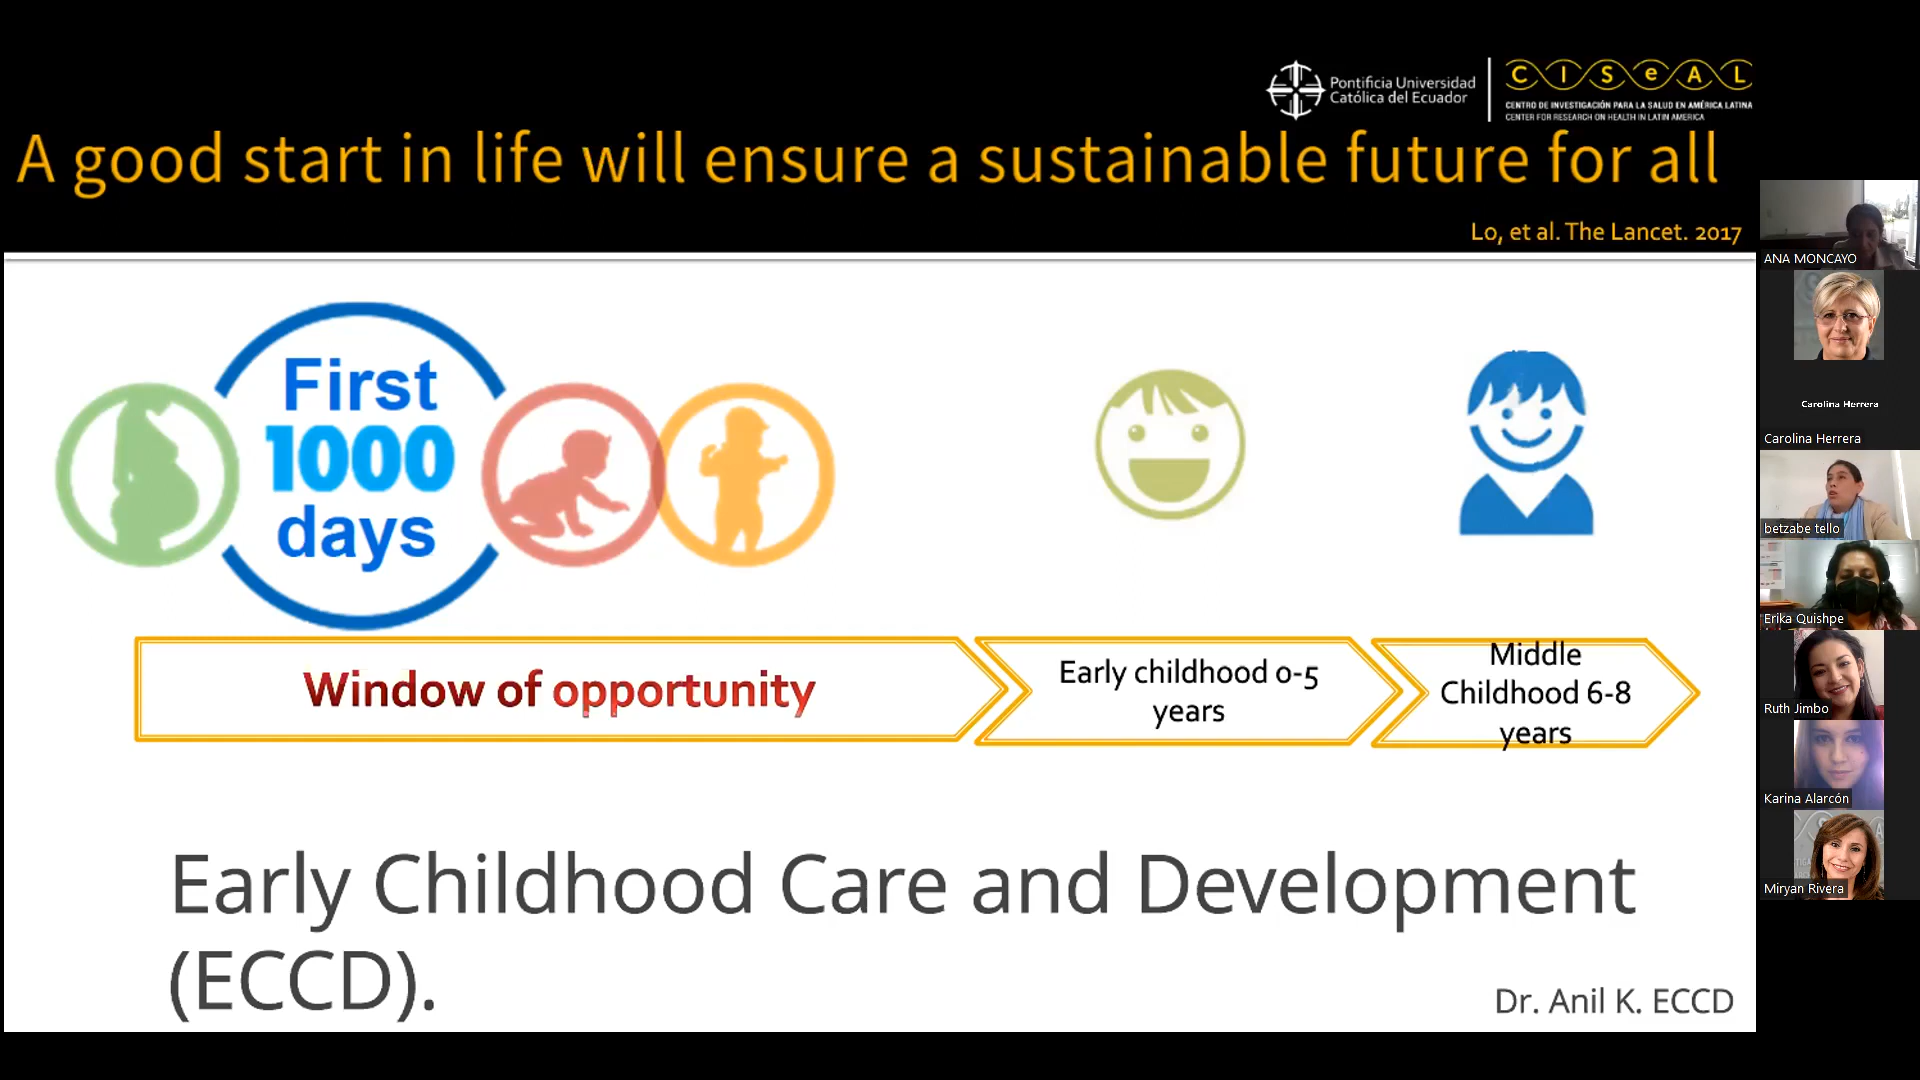 Pontificia Universidad
Católica del Ecuador
CISeAL
CENTRO DE INVESTIGACIÓN PARA LA SALUD EN AMÉRICA LATINA
CENTER FOR RESEARCH ON HEALTH IN LATIN AMERICA
A good start in life will ensure a sustainable future for all
Lo, et al. The Lancet. 2017
First
1000
days
Window of opportunity
Early childhood 0-5
years
Middle
Childhood 6-8
years
Early Childhood Care and Development
(ECCD).
Dr. Anil K. ECCD
ANA MONCAYO
Carolina Herrera
Carolina Herrera
betzabe tello
Erika Quishpe
Ruth Jimbo
Karina Alarcón
Miryan Rivera